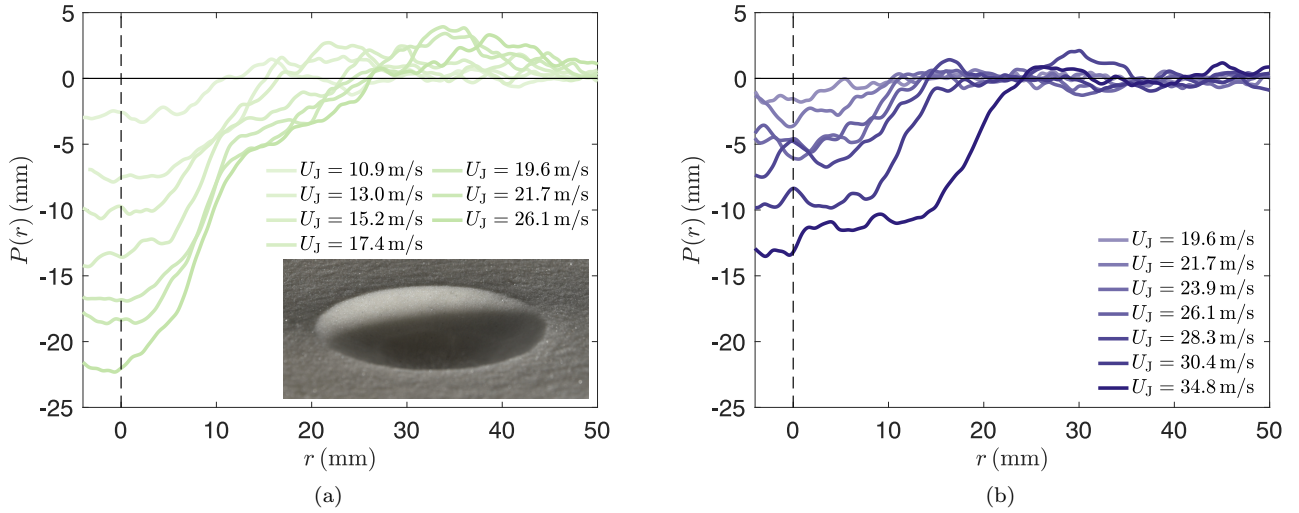 5
0
-5
-10
-15
-20
-25
P(r) (mm)
U_J = 10.9 m/s U_J = 19.6 m/s
U_J = 13.0 m/s U_J = 21.7 m/s
U_J = 15.2 m/s U_J = 26.1 m/s
U_J = 17.4 m/s
0 10 20 30 40 50
r (mm)
(a)
5
0
-5
-10
-15
-20
-25
P(r) (mm)
U_J = 19.6 m/s
U_J = 21.7 m/s
U_J = 23.9 m/s
U_J = 26.1 m/s
U_J = 28.3 m/s
U_J = 30.4 m/s
U_J = 34.8 m/s
0 10 20 30 40 50
r (mm)
(b)